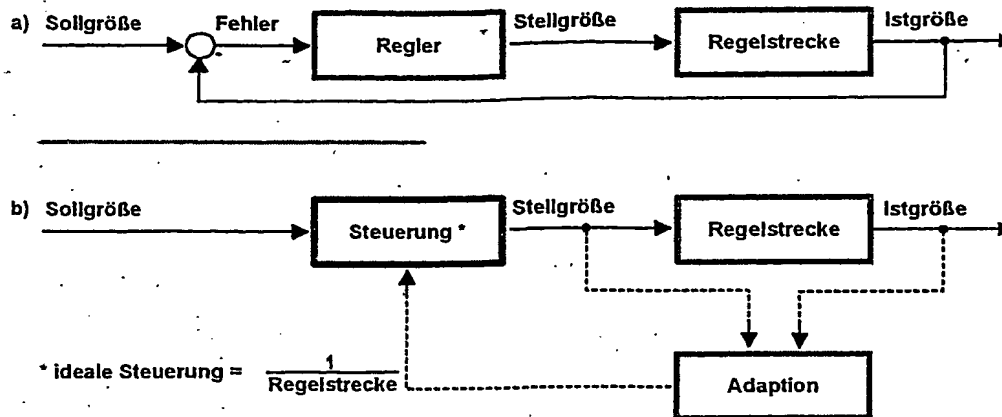 a) Sollgröße Fehler Stellgröße Istgröße
Regler Regelstrecke
b) Sollgröße Stellgröße Istgröße
Steuerung * Regelstrecke
* ideale Steuerung = 1
Regelstrecke
Adaption